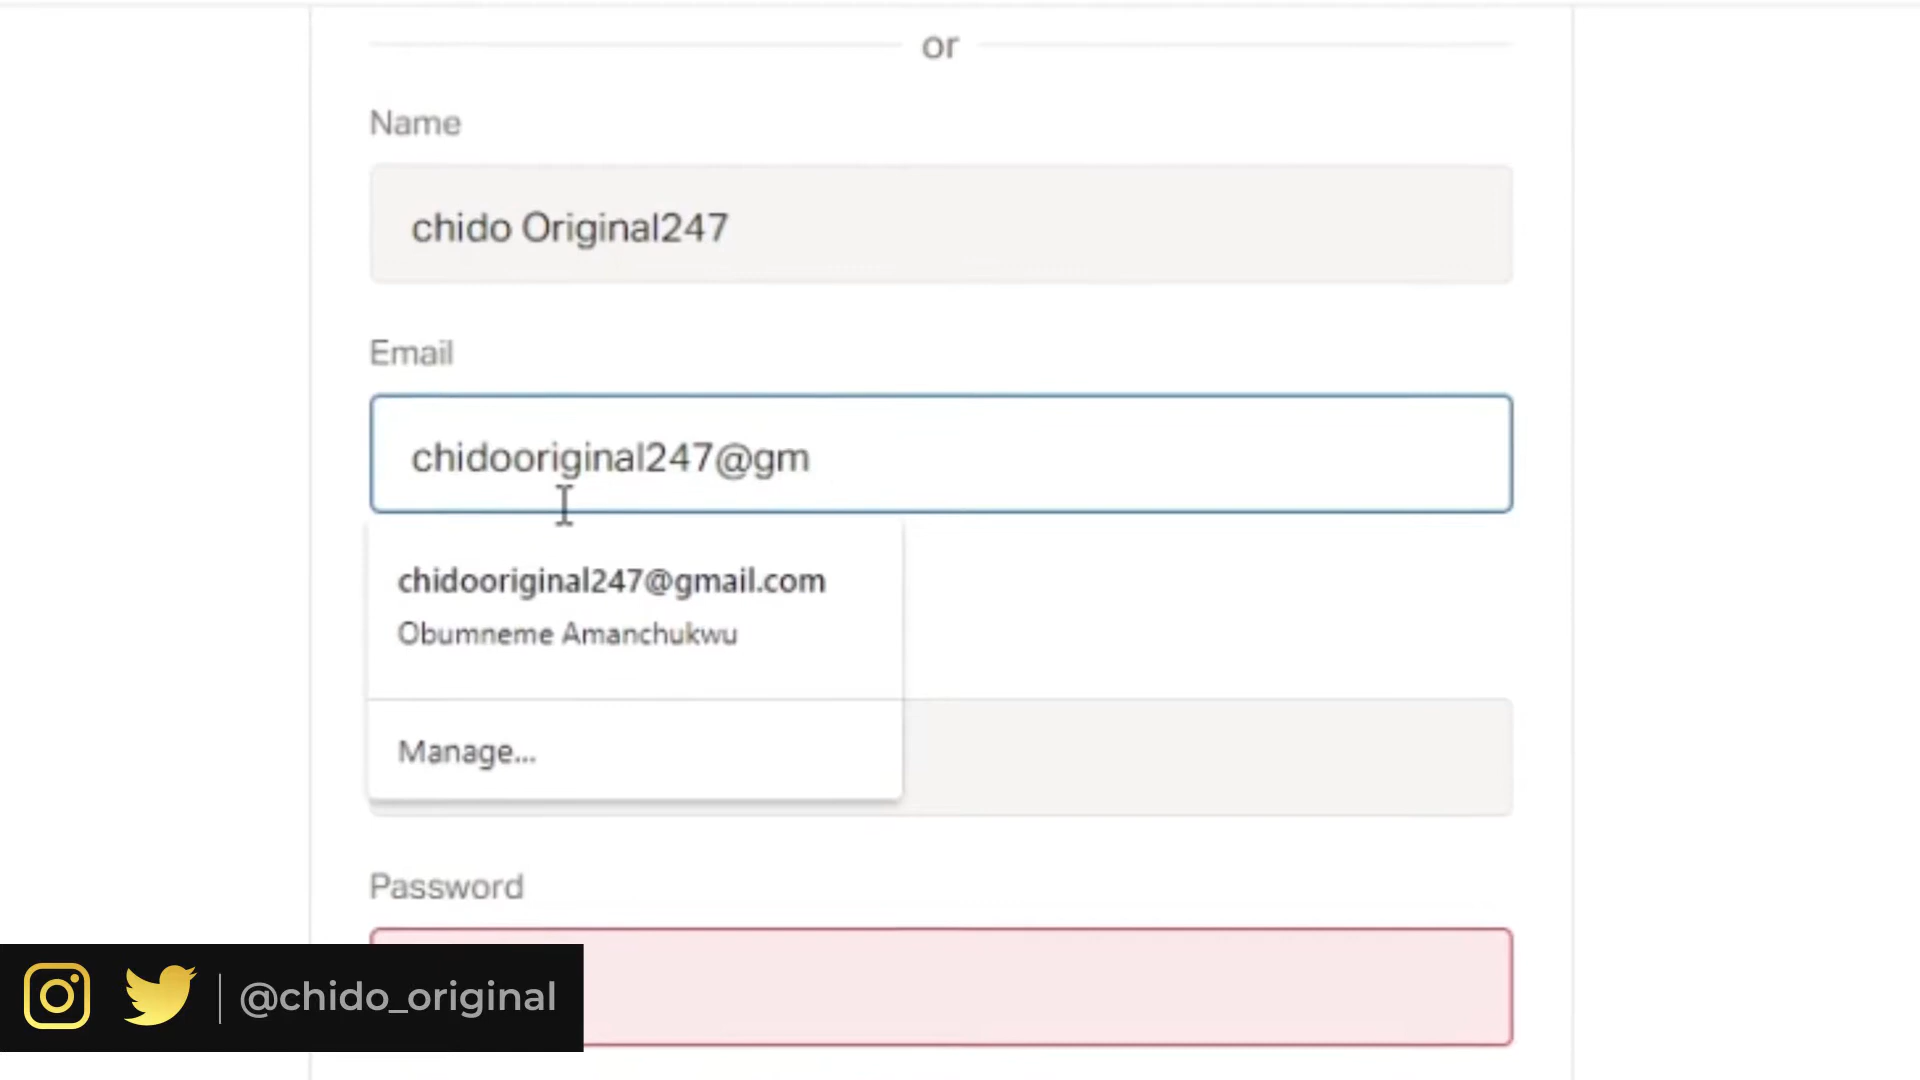 or
Name
chido Original247
Email
chidooriginal247@gm
chidooriginal247@gmail.com
Obumneme Amanchukwu
Manage...
Password
@chido_original